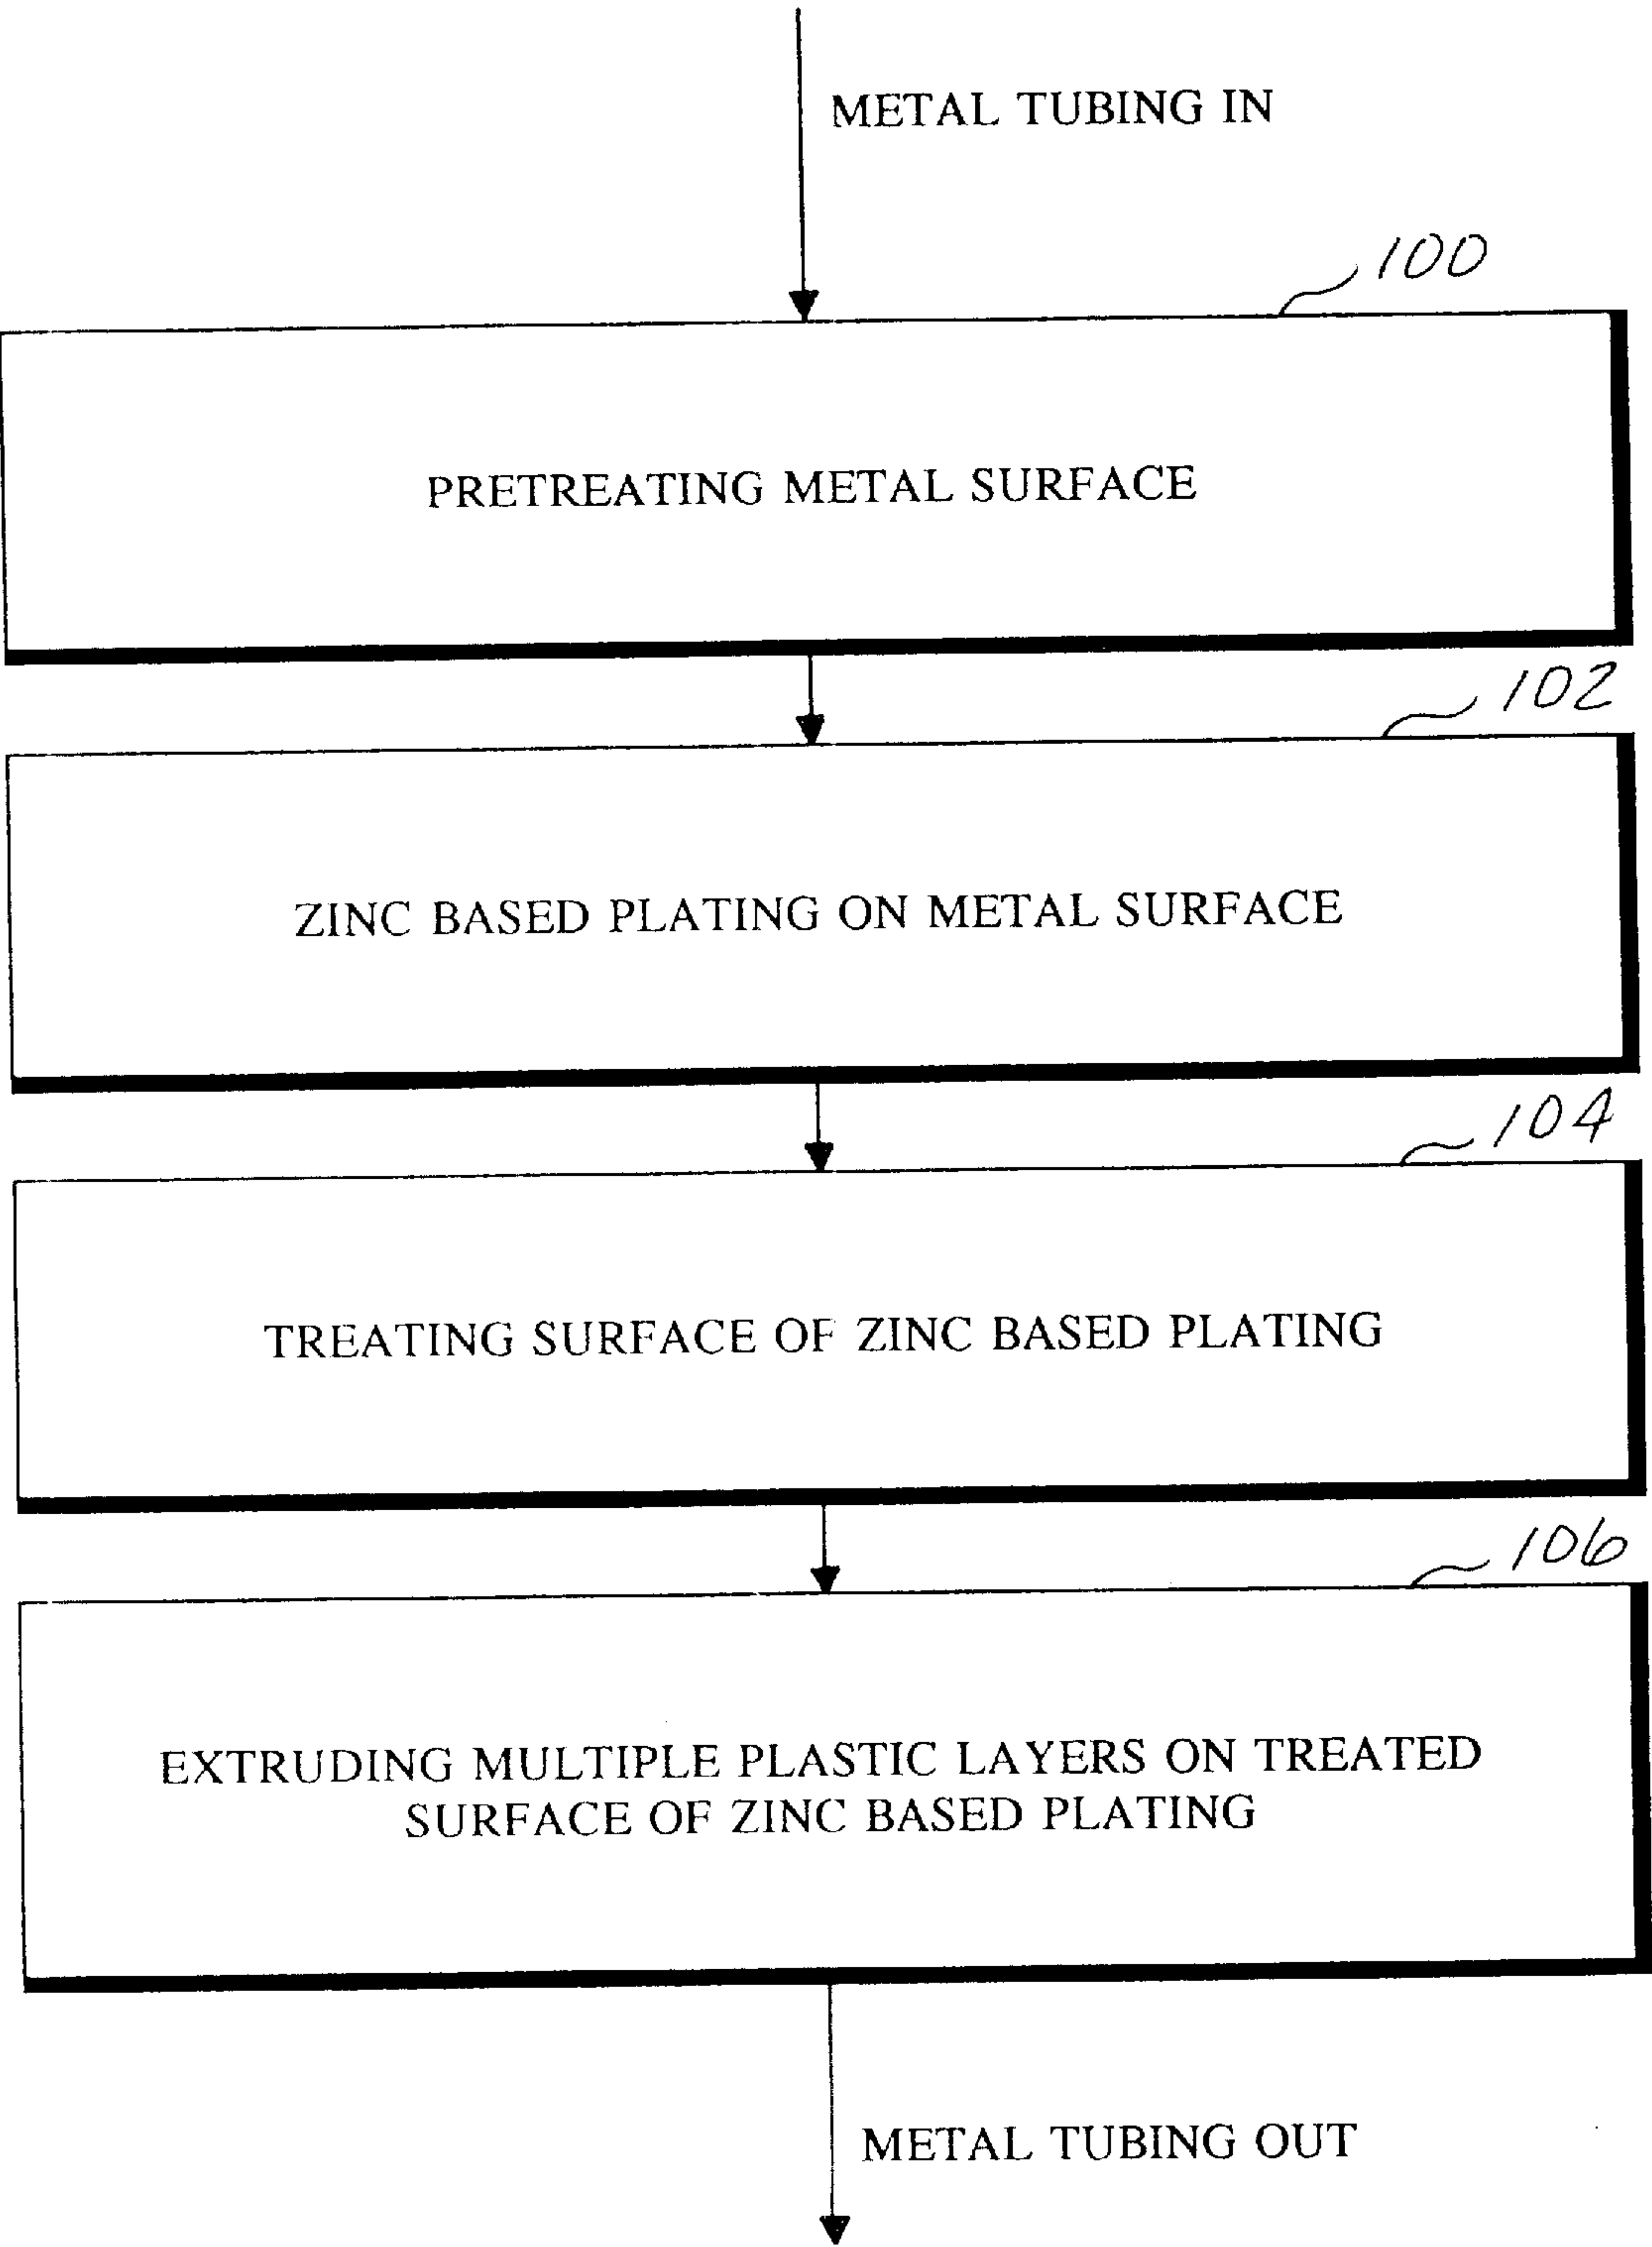 METAL TUBING IN
100
PRETREATING METAL SURFACE
102
ZINC BASED PLATING ON METAL SURFACE
104
TREATING SURFACE OF ZINC BASED PLATING
106
EXTRUDING MULTIPLE PLASTIC LAYERS ON TREATED
SURFACE OF ZINC BASED PLATING
METAL TUBING OUT